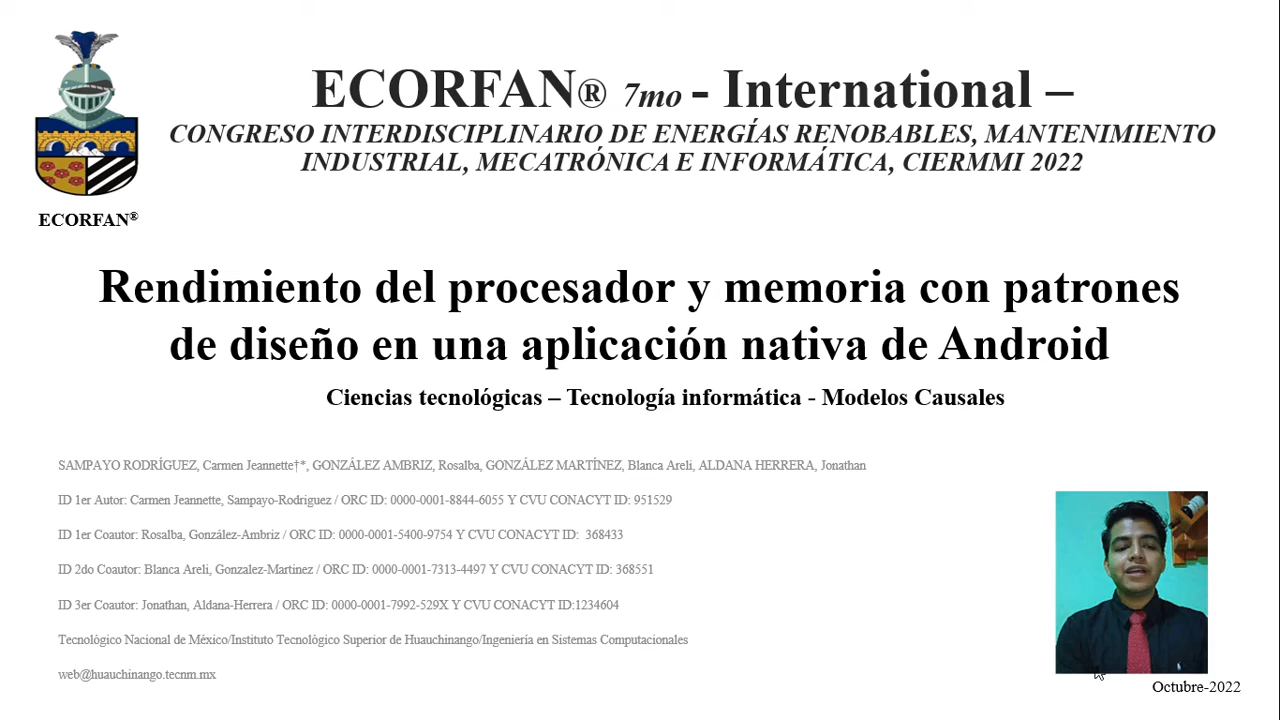 ECORFAN® 7mo - International –
CONGRESO INTERDISCIPLINARIO DE ENERGÍAS RENOBABLES, MANTENIMIENTO
INDUSTRIAL, MECATRÓNICA E INFORMÁTICA, CIERMMI 2022
ECORFAN®
Rendimiento del procesador y memoria con patrones
de diseño en una aplicación nativa de Android
Ciencias tecnológicas – Tecnología informática - Modelos Causales
SAMPAYO RODRÍGUEZ, Carmen Jeannette†*, GONZÁLEZ AMBRIZ, Rosalba, GONZÁLEZ MARTÍNEZ, Blanca Areli, ALDANA HERRERA, Jonathan
ID 1er Autor: Carmen Jeannette, Sampayo-Rodriguez / ORC ID: 0000-0001-8844-6055 Y CVU CONACYT ID: 951529
ID 1er Coautor: Rosalba, González-Ambriz / ORC ID: 0000-0001-5400-9754 Y CVU CONACYT ID: 368433
ID 2do Coautor: Blanca Areli, Gonzalez-Martinez / ORC ID: 0000-0001-7313-4497 Y CVU CONACYT ID: 368551
ID 3er Coautor: Jonathan, Aldana-Herrera / ORC ID: 0000-0001-7992-529X Y CVU CONACYT ID:1234604
Tecnológico Nacional de México/Instituto Tecnológico Superior de Huauchinango/Ingeniería en Sistemas Computacionales
web@huauchinango.tecnm.mx
Octubre-2022